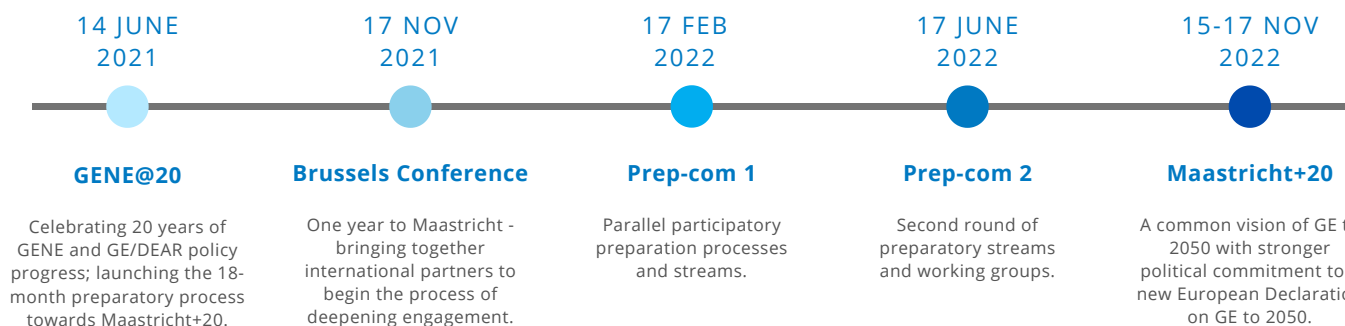 14 JUNE
2021
GENE@20
Celebrating 20 years of
GENE and GE/DEAR policy
progress; launching the 18-
month preparatory process
towards Maastricht+20.
17 NOV
2021
Brussels Conference
One year to Maastricht -
bringing together
international partners to
begin the process of
deepening engagement.
17 FEB
2022
Prep-com 1
Parallel participatory
preparation processes
and streams.
17 JUNE
2022
Prep-com 2
Second round of
preparatory streams
and working groups.
15-17 NOV
2022
Maastricht+20
A common vision of GE
2050 with stronger
political commitment to
new European
on GE to 2050.